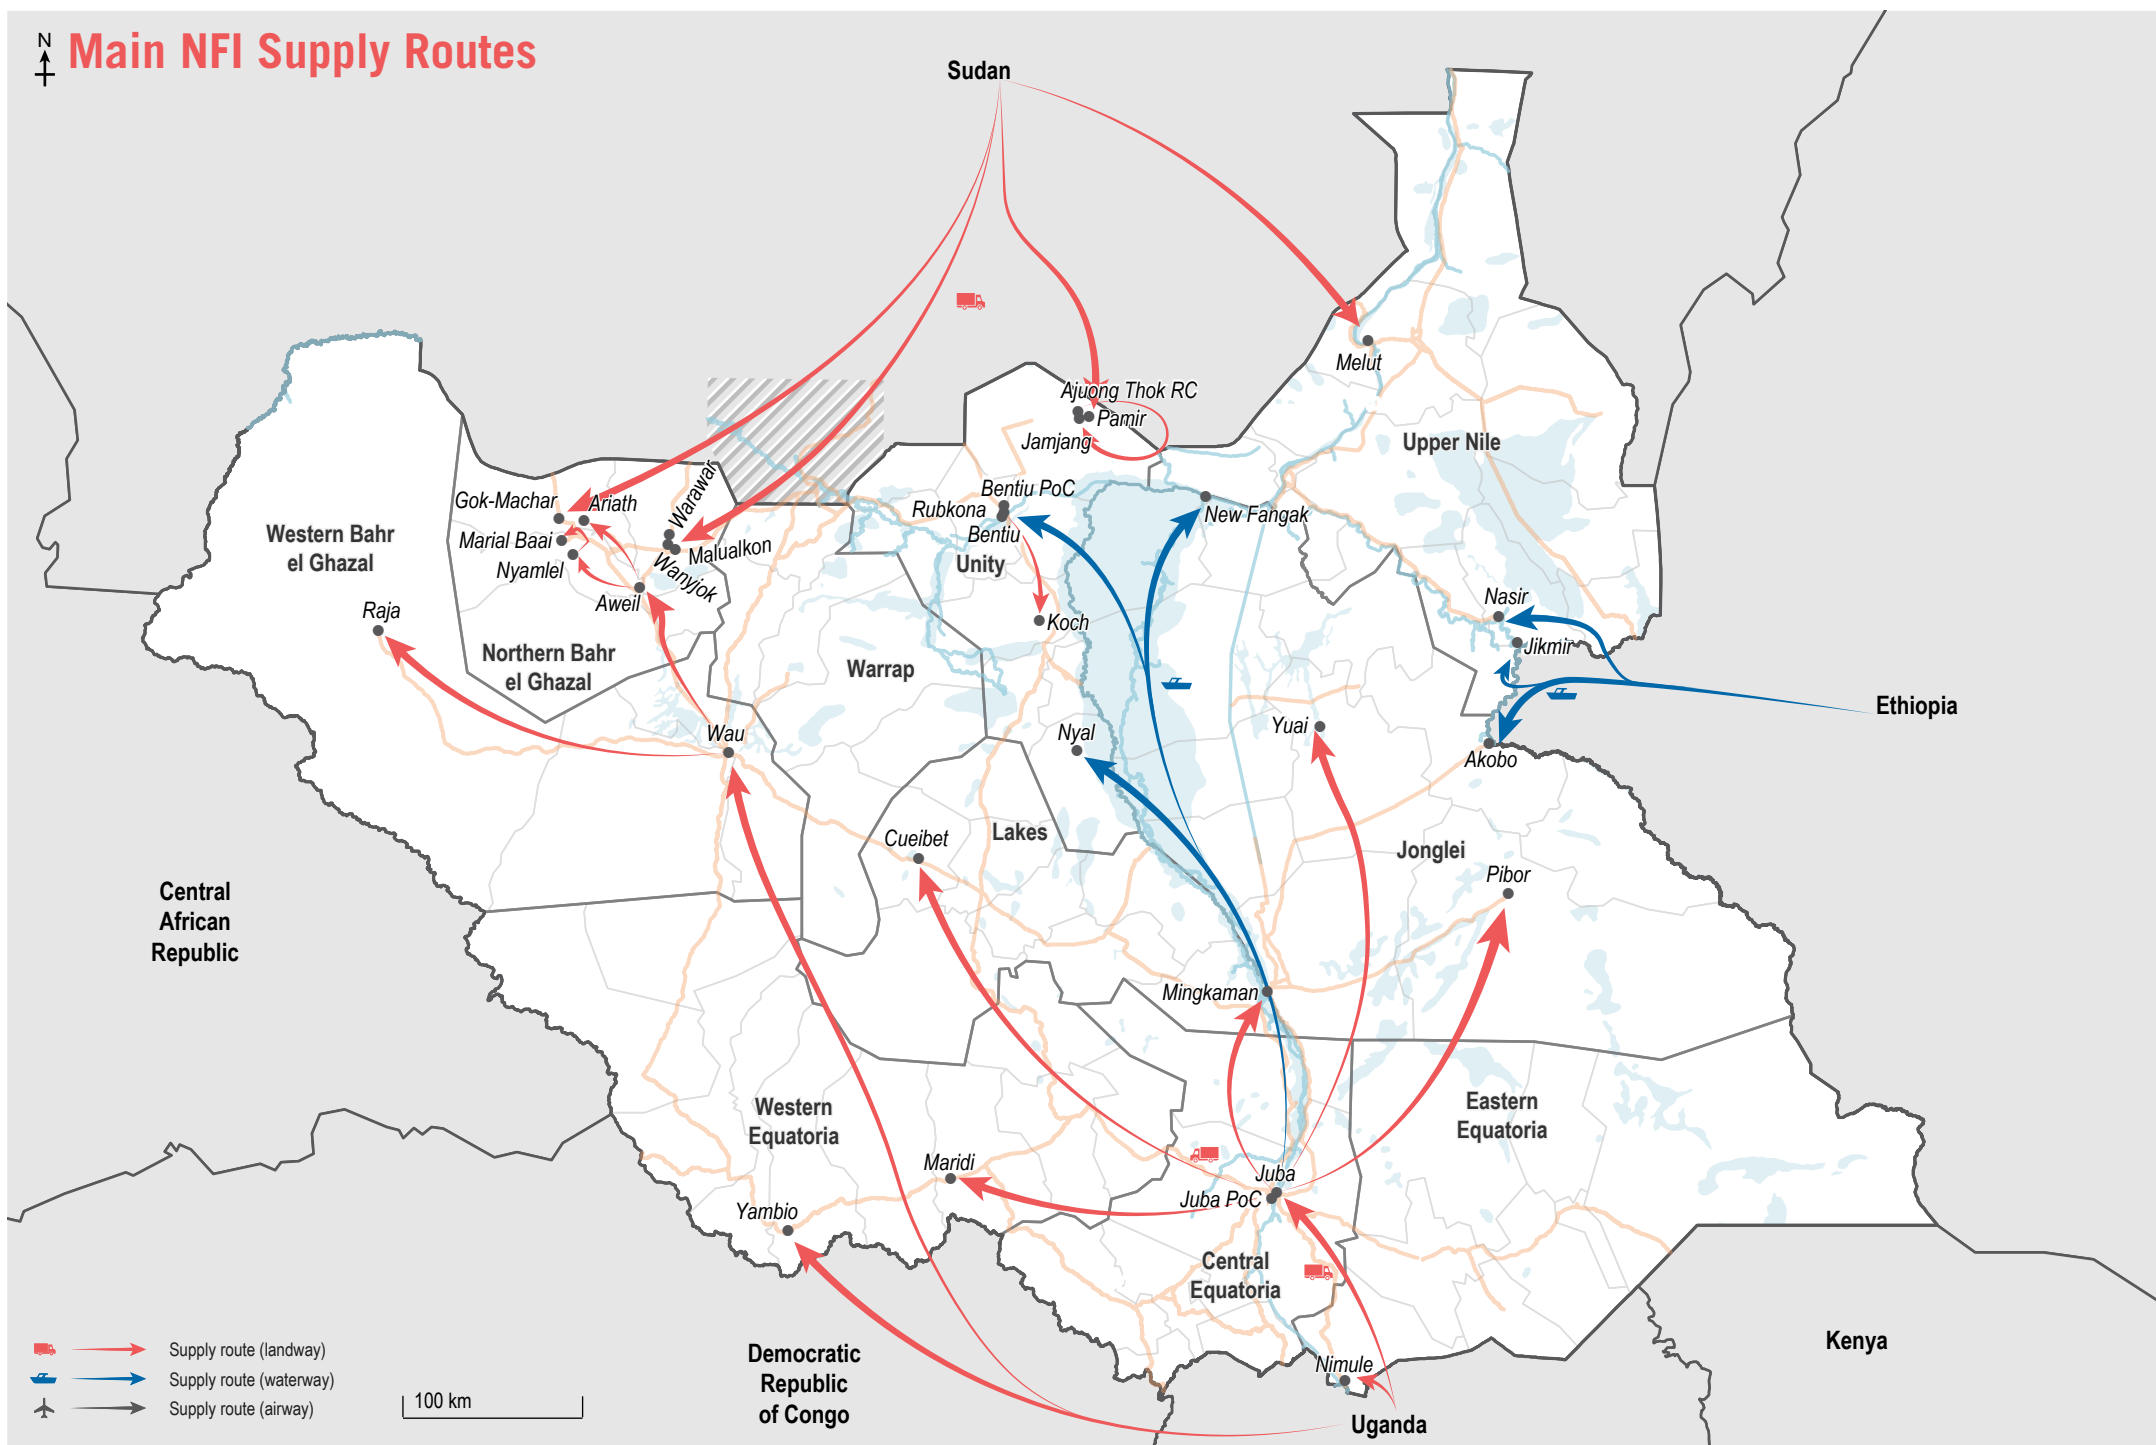 N
Main NFI Supply Routes
Sudan
Melut
Ajuong Thok RC
Pamir
Jamjang
Upper Nile
Gok-Machar
Ariath
Warawar
Bentiu PoC
Rubkona
Bentiu
New Fangak
Western Bahr
el Ghazal
Marial Baai
Malualkon
Nyamlel
Wanyjok
Unity
Aweil
Nasir
Raja
Koch
Jikmir
Northern Bahr
el Ghazal
Warrap
Ethiopia
Wau
Nyal
Yuai
Akobo
Cueibet
Lakes
Jonglei
Pibor
Central
African
Republic
Mingkaman
Western
Equatoria
Eastern
Equatoria
Maridi
Juba
Juba PoC
Yambio
Central
Equatoria
Supply route (landway)
Supply route (waterway)
Supply route (airway)
100 km
Democratic
Republic
of Congo
Nimule
Uganda
Kenya